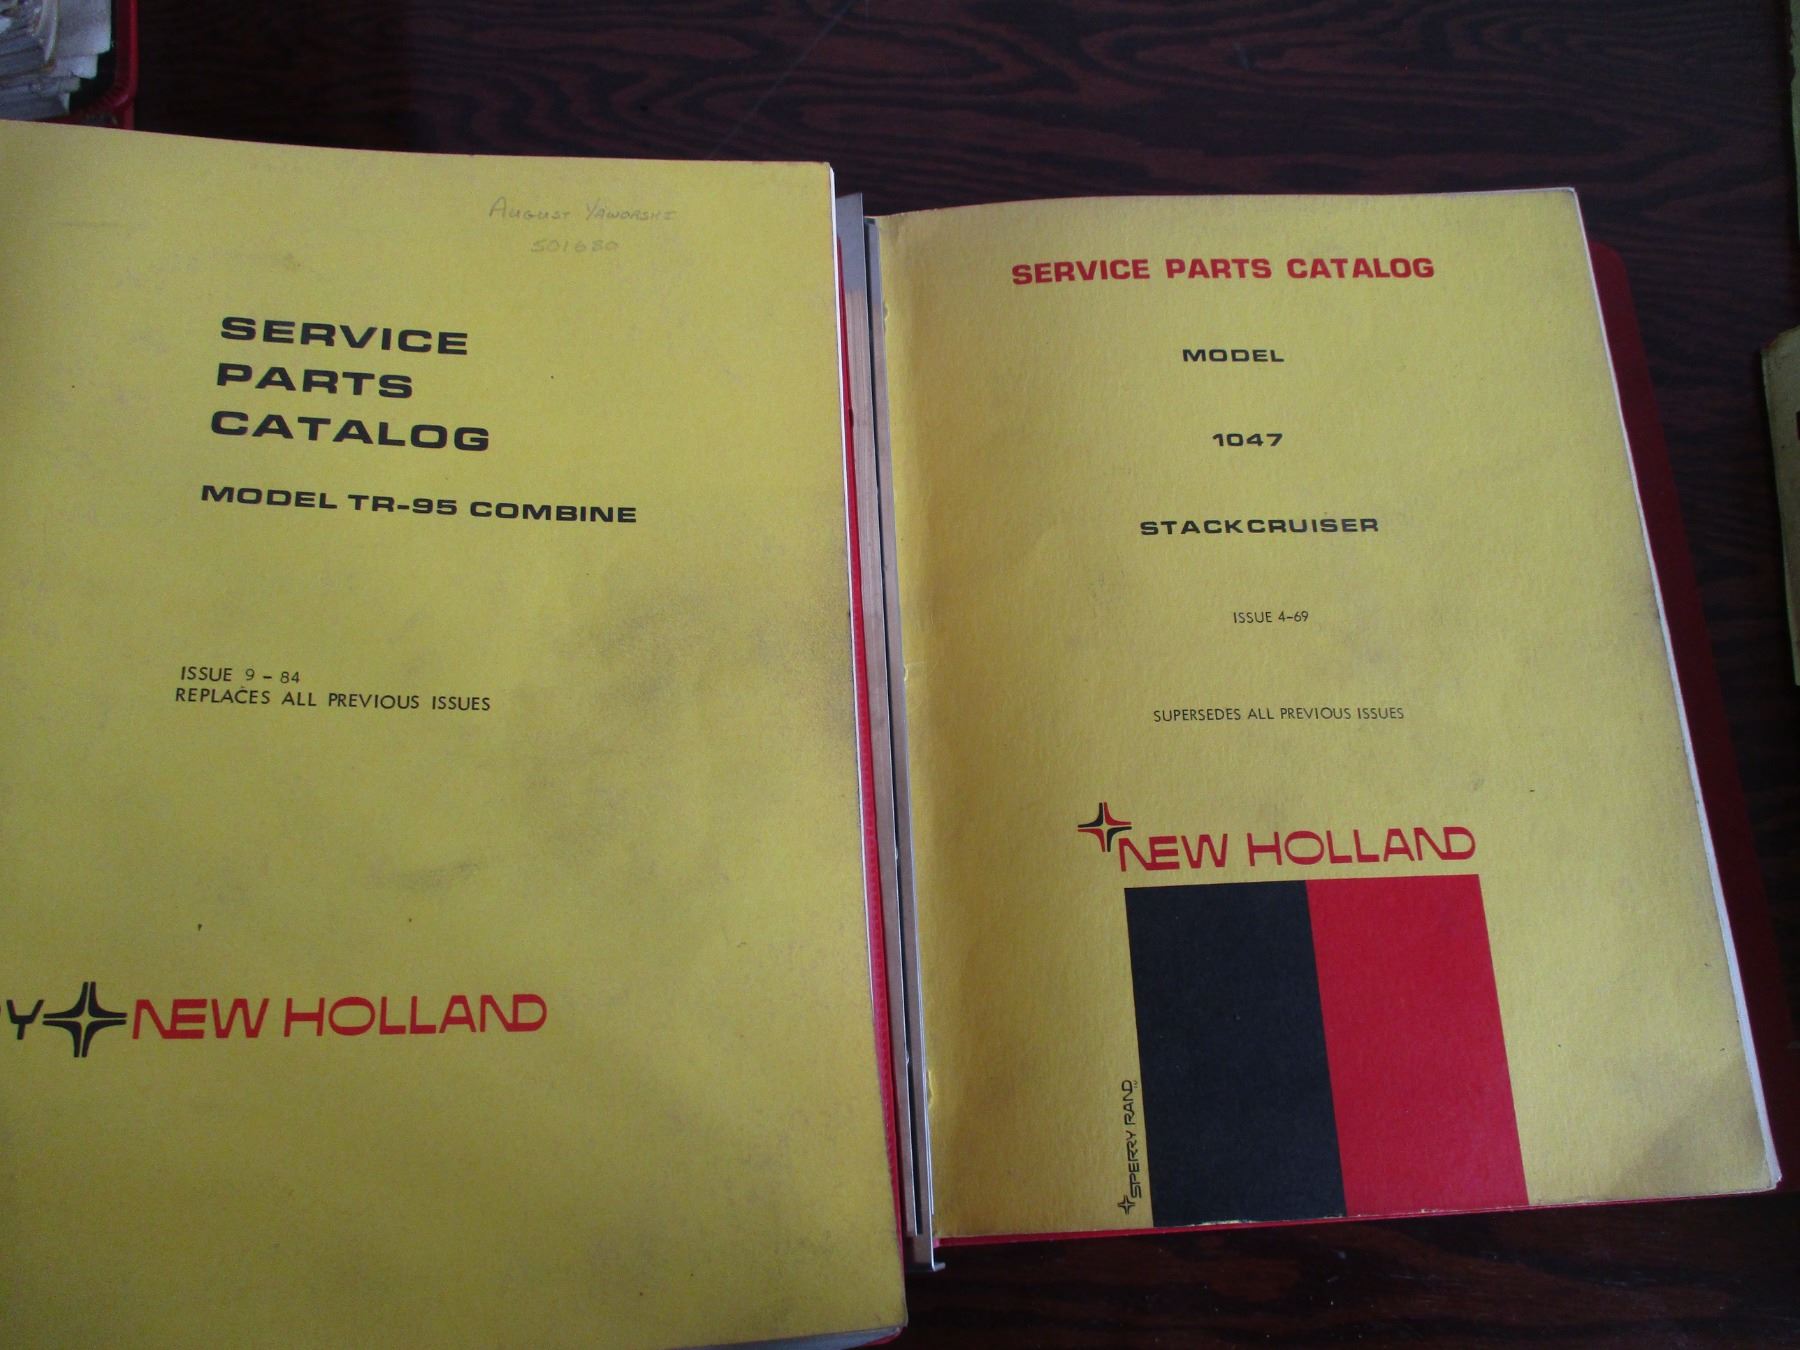 August Yaworski
501680
SERVICE
PARTS
CATALOG
MODEL TR-95 COMBINE
ISSUE 9 - 84
REPLACES ALL PREVIOUS ISSUES
NEW HOLLAND
SERVICE PARTS CATALOG
MODEL
1047
STACKCRUISER
ISSUE 4-69
SUPERSEDES ALL PREVIOUS ISSUES
NEW HOLLAND
SPERRY RAND